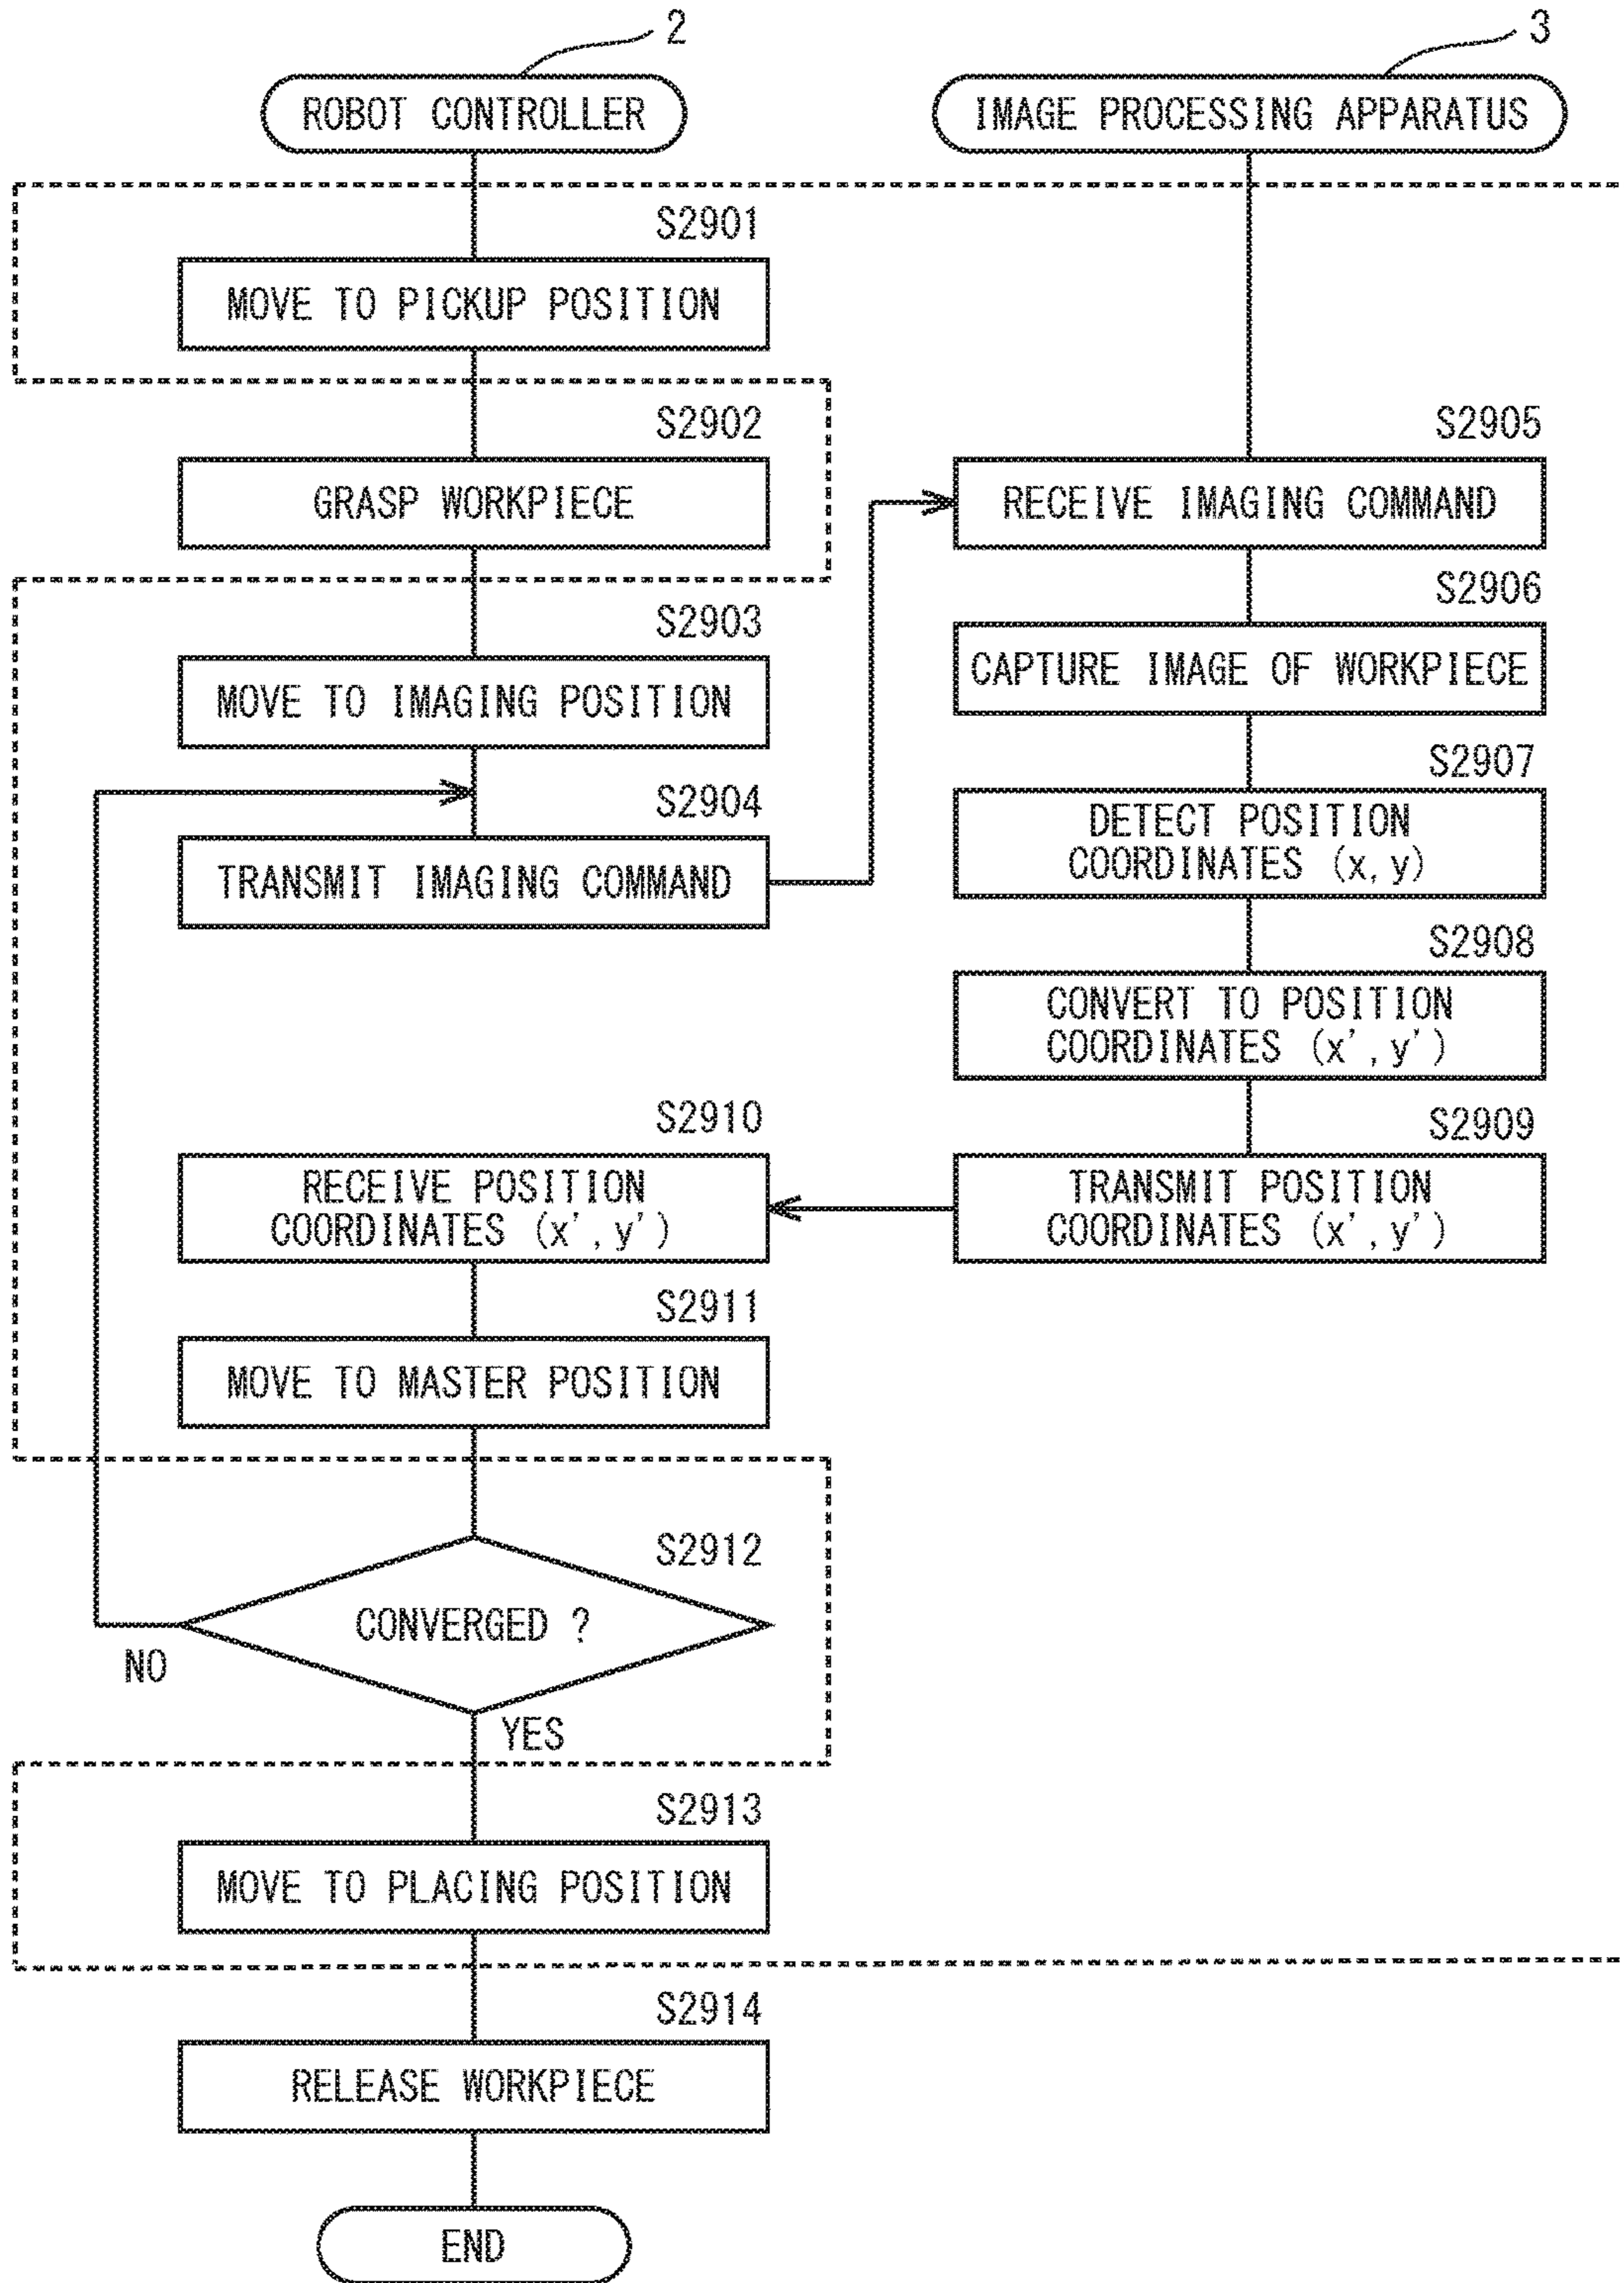 2
3
ROBOT CONTROLLER
IMAGE PROCESSING APPARATUS
S2901
MOVE TO PICKUP POSITION
S2902
GRASP WORKPIECE
S2903
MOVE TO IMAGING POSITION
S2904
TRANSMIT IMAGING COMMAND
S2905
RECEIVE IMAGING COMMAND
S2906
CAPTURE IMAGE OF WORKPIECE
S2907
DETECT POSITION
COORDINATES (x, y)
S2908
CONVERT TO POSITION
COORDINATES (x', y')
S2909
TRANSMIT POSITION
COORDINATES (x', y')
S2910
RECEIVE POSITION
COORDINATES (x', y')
S2911
MOVE TO MASTER POSITION
S2912
CONVERGED ?
NO
YES
S2913
MOVE TO PLACING POSITION
S2914
RELEASE WORKPIECE
END